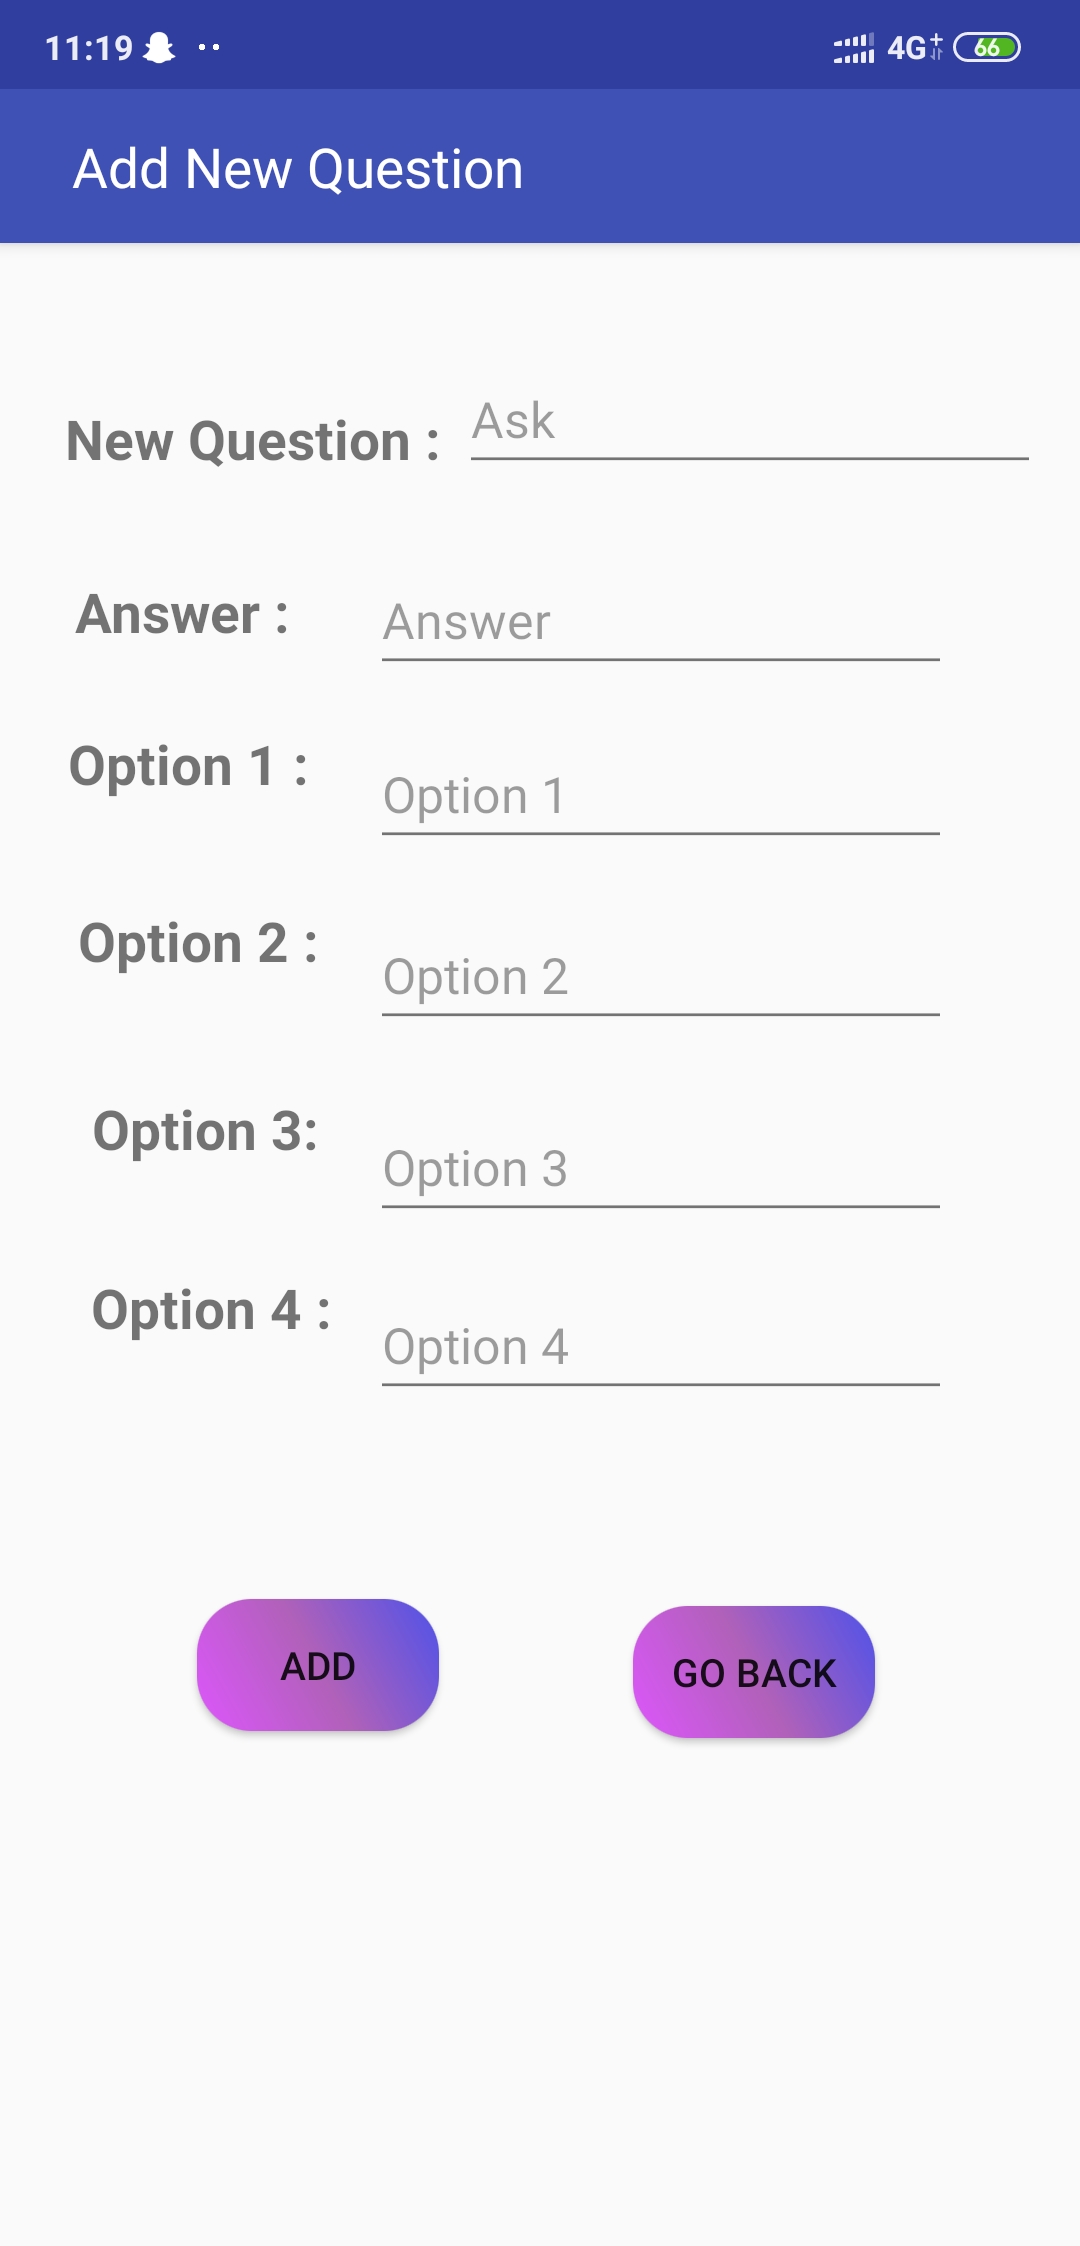 11:19 4G+ 66
Add New Question
New Question : Ask
Answer : Answer
Option 1 : Option 1
Option 2 : Option 2
Option 3: Option 3
Option 4 : Option 4
ADD GO BACK